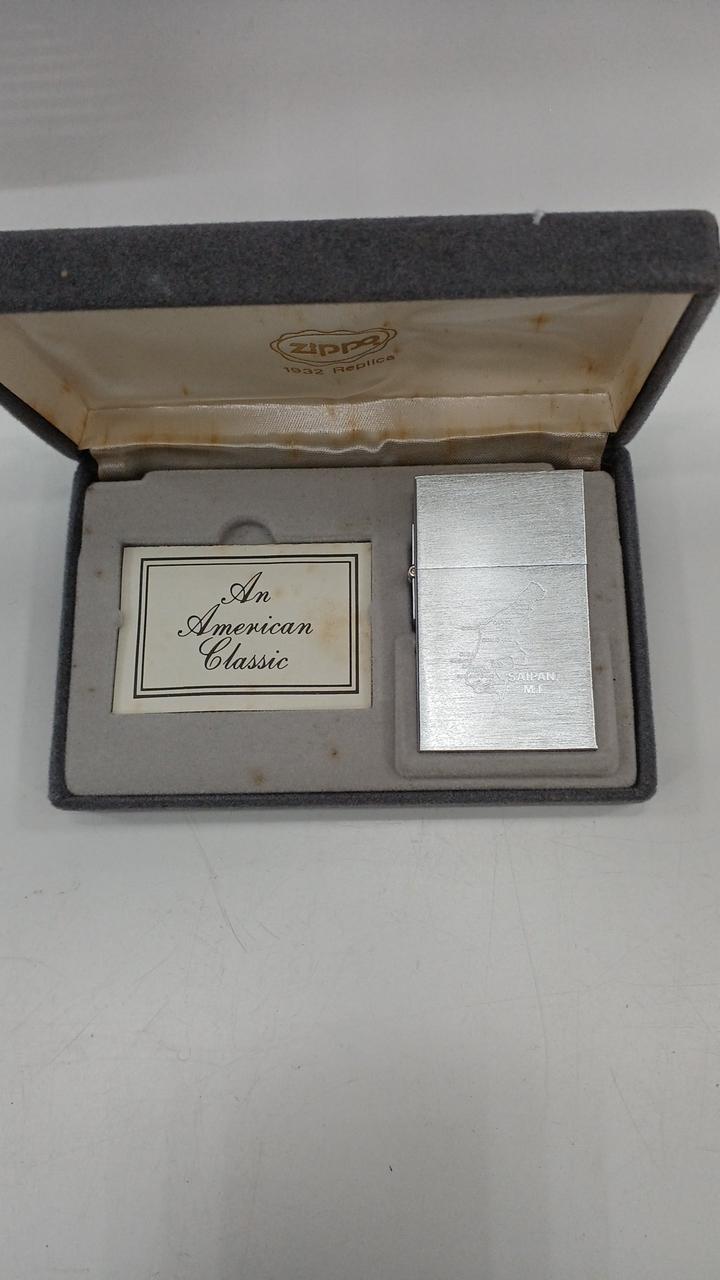 Zippo
1932 Replica
An
American
Classic
SAIPAN
M.I